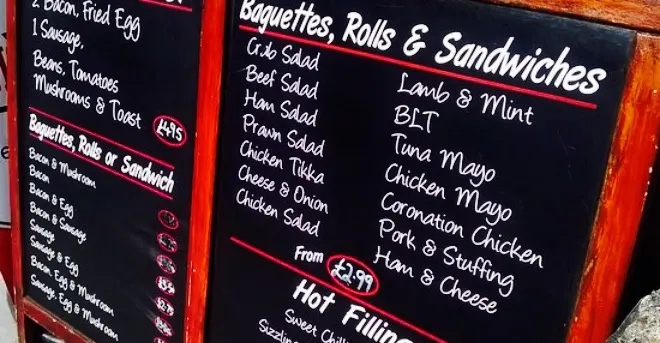 2 Bacon, Fried Egg
1 Sausage,
Beans, Tomatoes
Mushrooms & Toast £4.95
Baguettes, Rolls or Sandwich
Bacon & Mushroom
Bacon
Bacon & Egg
Bacon & Sausage
Sausage
Sausage & Egg
Bacon, Egg & Mushroom
Sausage, Egg & Mushroom
Baguettes, Rolls & Sandwiches
Crab Salad
Beef Salad
Ham Salad
Prawn Salad
Chicken Tikka
Cheese & Onion
Chicken Salad
Lamb & Mint
BLT
Tuna Mayo
Chicken Mayo
Coronation Chicken
Pork & Stuffing
Ham & Cheese
From £2.99
Hot Filling
Sweet Chilli